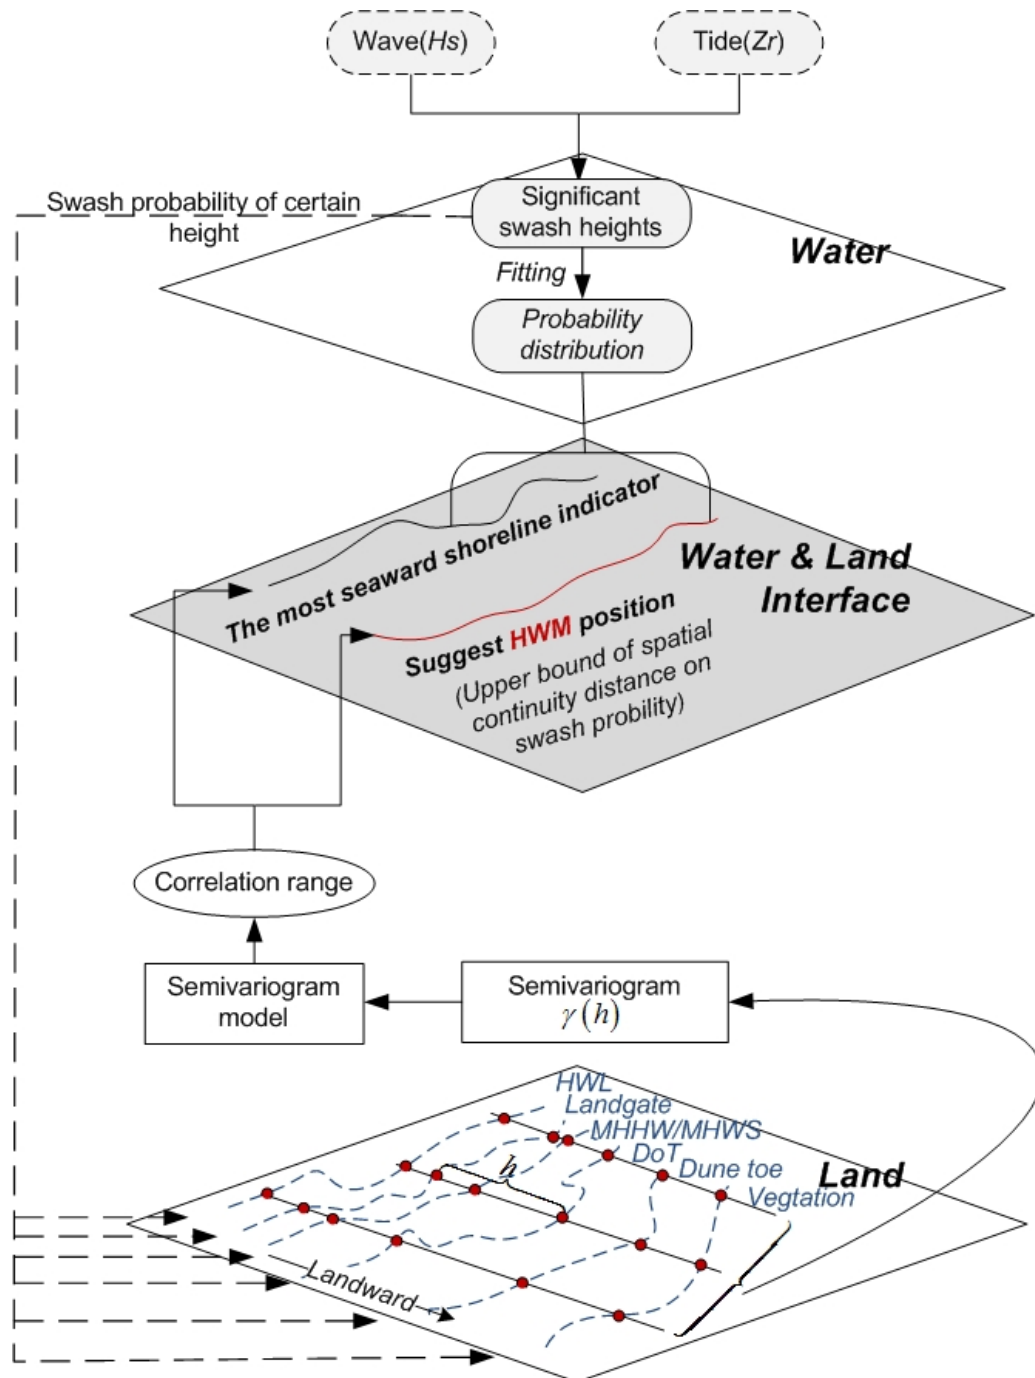 Wave(Hs)
Tide(Zr)
Swash probability of certain
height
Significant
swash heights
Water
Fitting
Probability
distribution
The most seaward shoreline indicator
Water & Land
Interface
Suggest HWM position
(Upper bound of spatial
continuity distance on
swash probility)
Correlation range
Semivariogram
model
Semivariogram
γ(h)
HWL
Landgate
MHHW/MHWS
DoT
Dune toe
Vegtation
Land
h
Landward